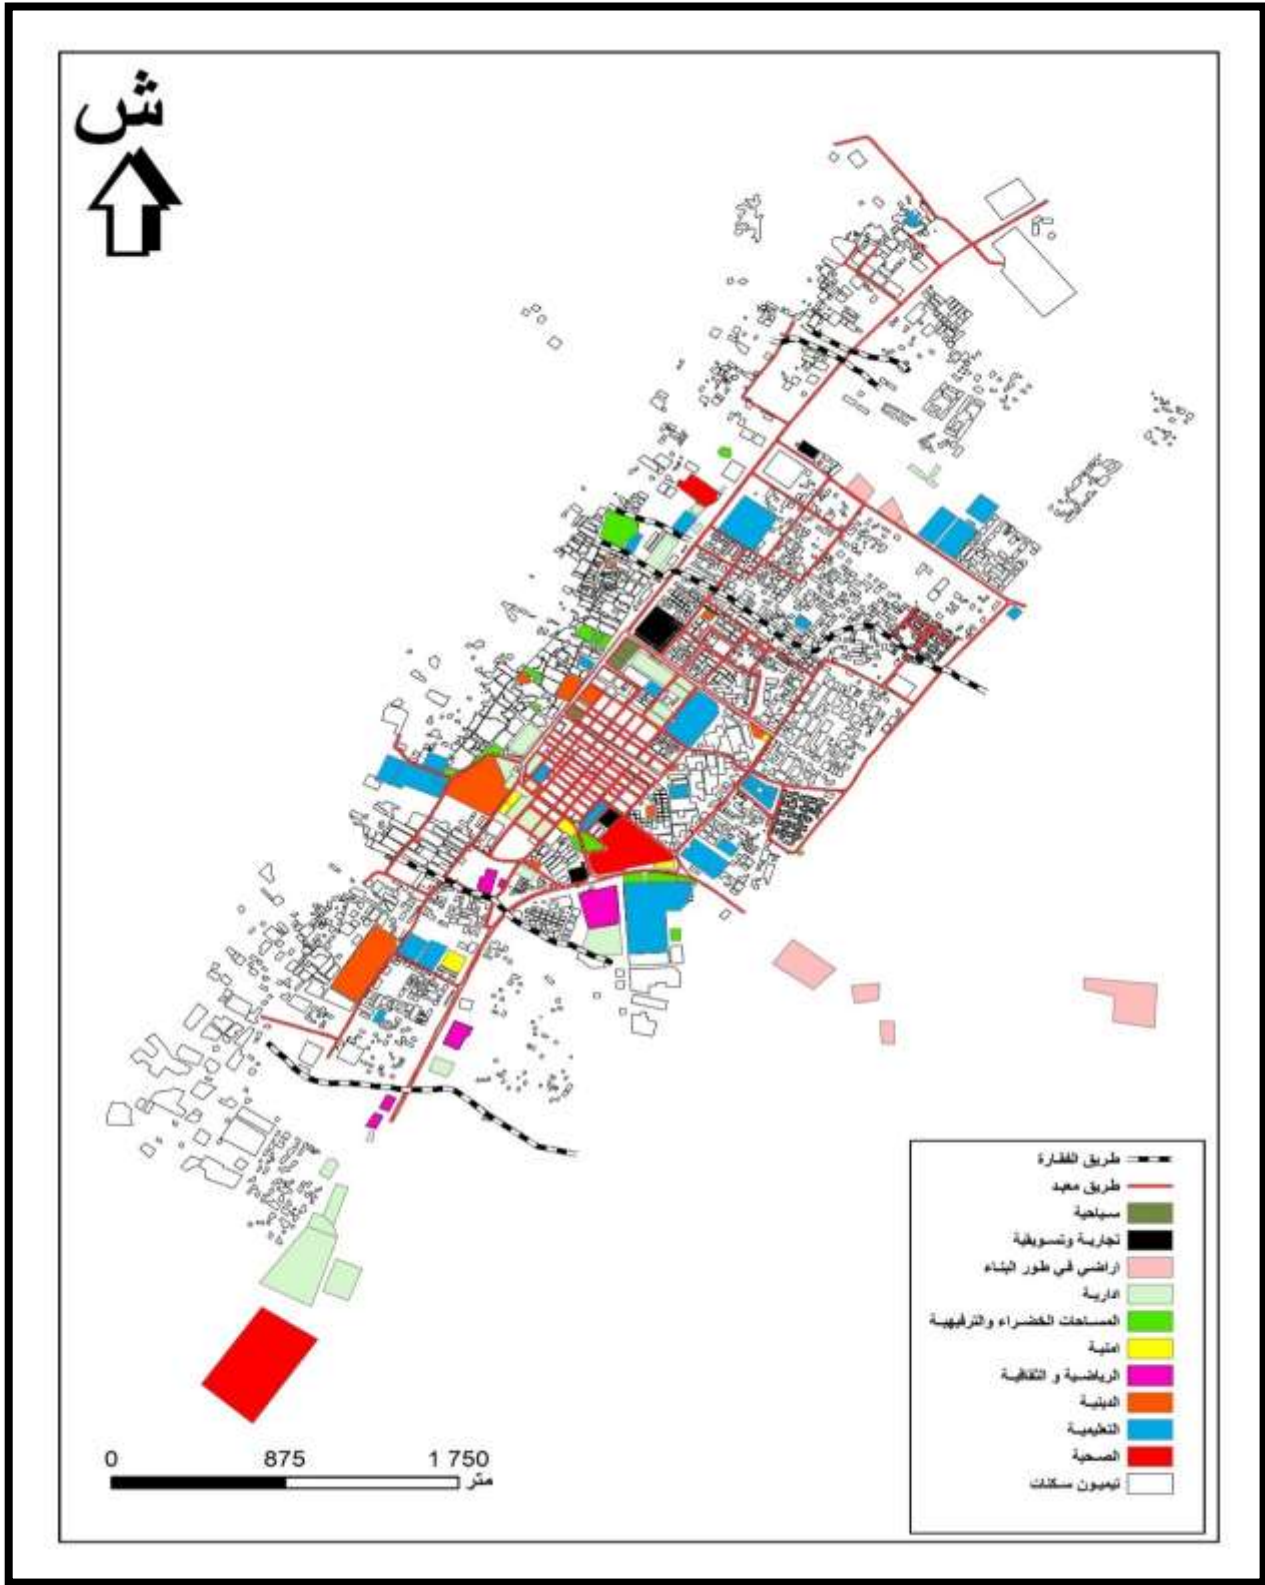 ش
طريق الفقارة
طريق معبد
سياحية
تجارية وتسويقية
اراضي في طور البناء
ادارية
المساحات الخضراء والترفيهية
امنية
الرياضية و الثقافية
الدينية
التعليمية
الصحية
تيميون سكنات
0 875 1 750
متر